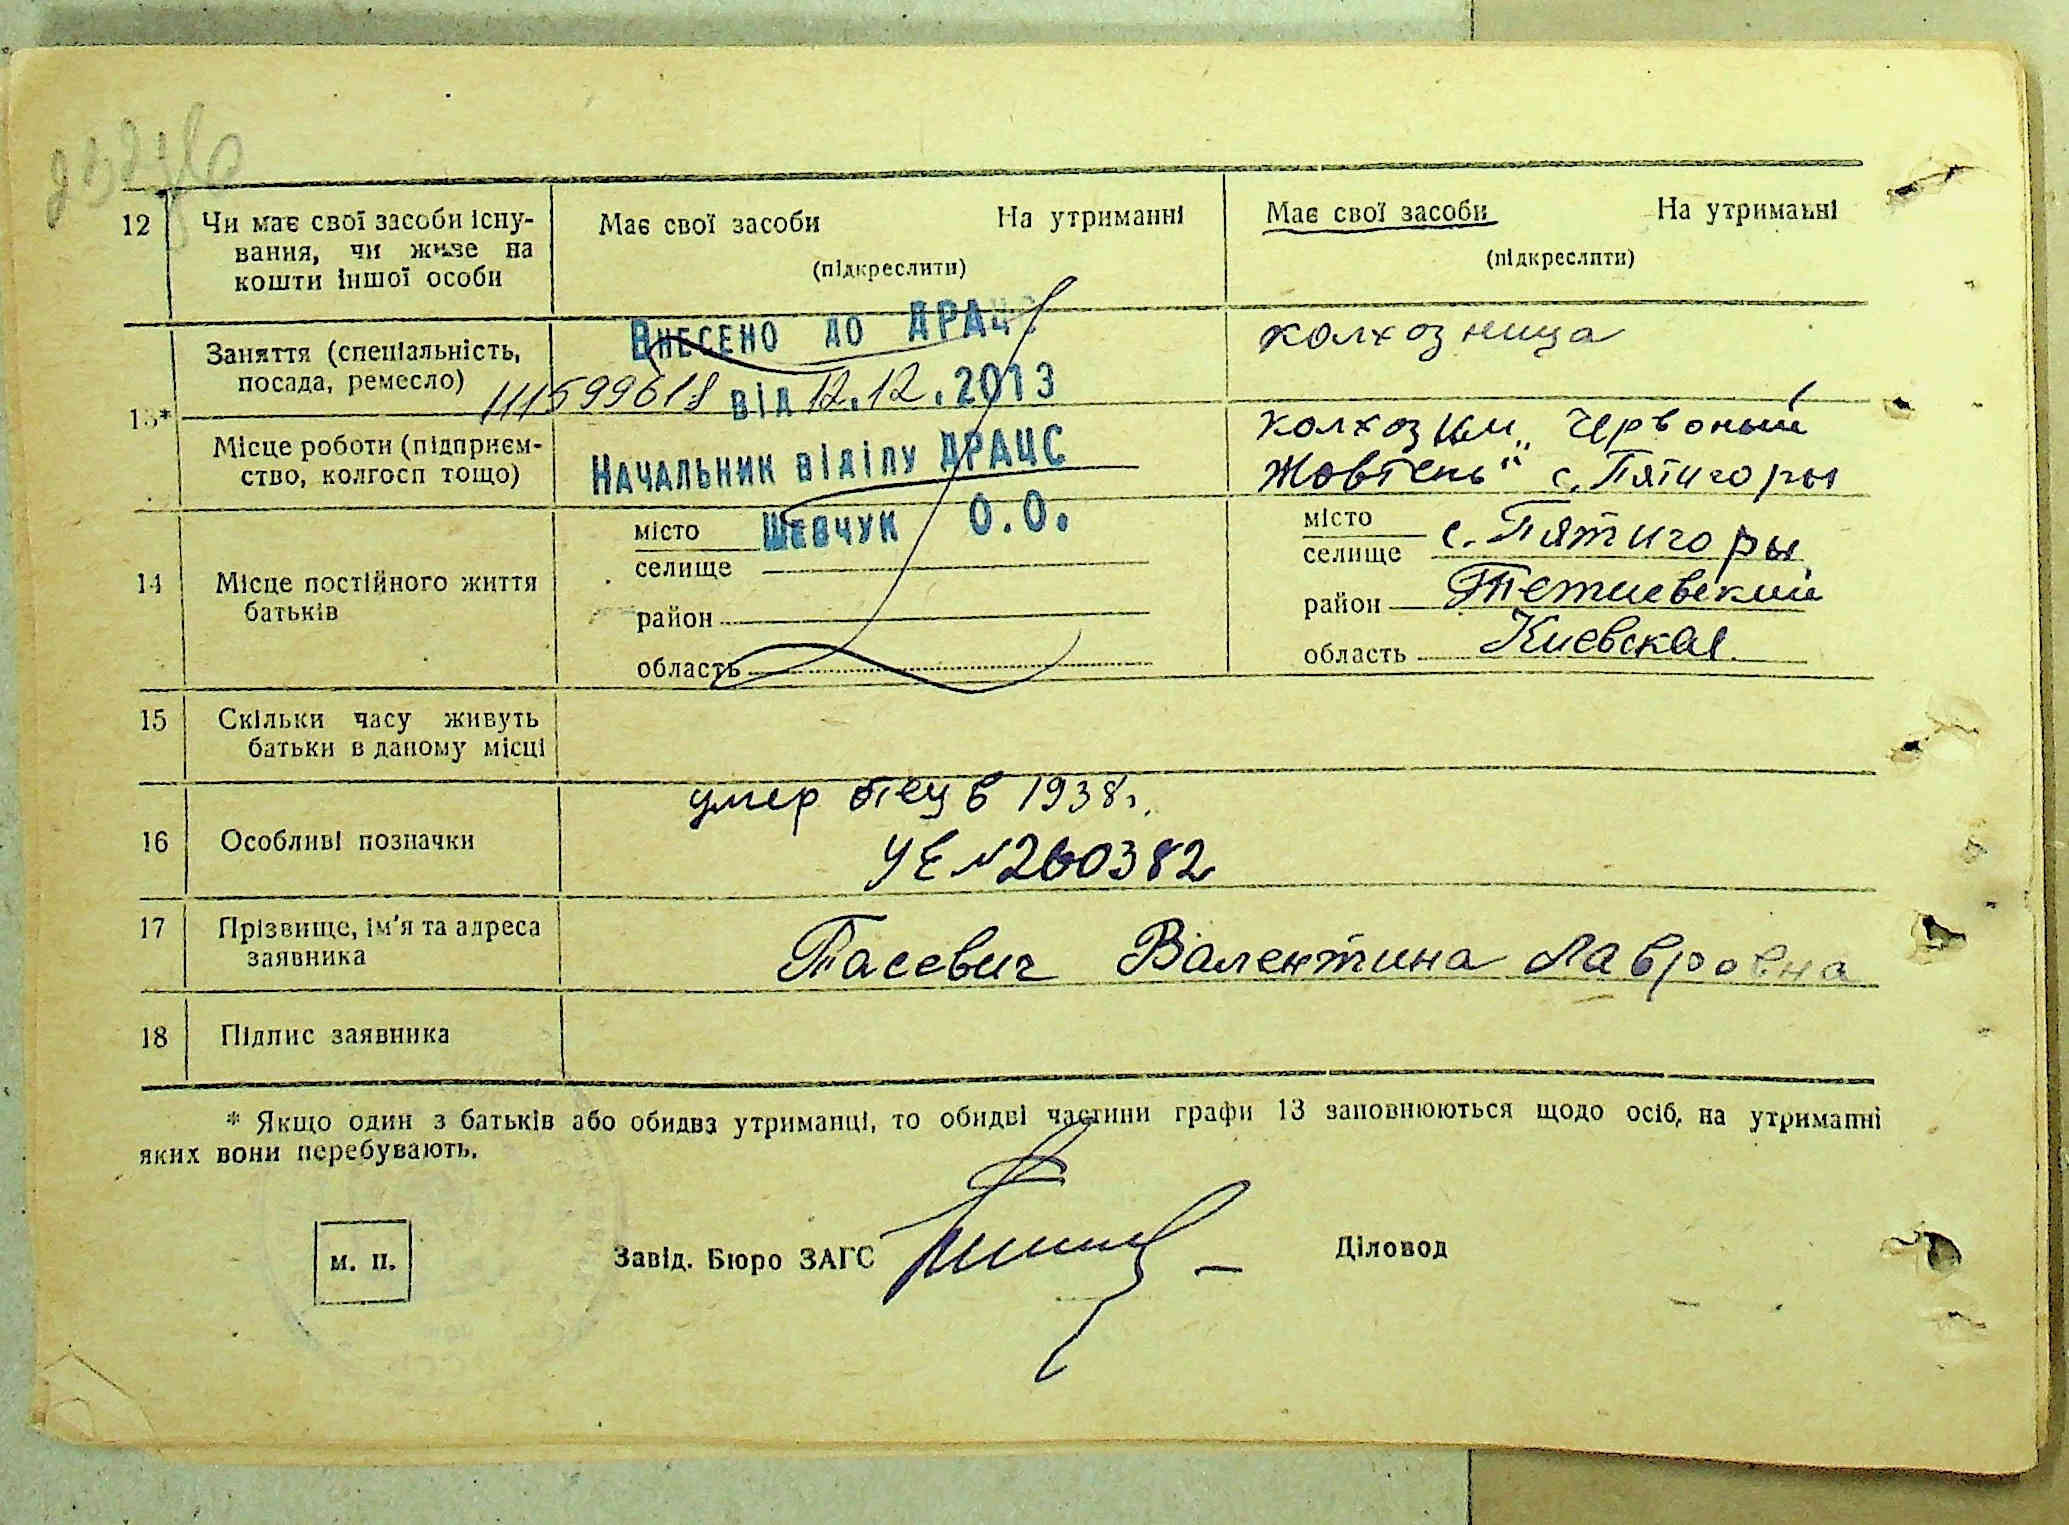 12 Чи має свої засоби існу-
вання, чи живе на
кошти іншої особи
Має свої засоби На утриманні
(підкреслити)
Має свої засоби На утриманні
(підкреслити)
13*
Заняття (спеціальність,
посада, ремесло)
Внесено до ДРАЦС
111599618 від 12.12.2013
Начальник відділу ДРАЦС
Шевчук О.О.
колхозница
Місце роботи (підприєм-
ство, колгосп тощо)
колхоз им „Червоный
Жовтень" с. Пятигоры
14 Місце постійного життя
батьків
місто
селище
район
область
місто
селище с. Пятигоры
район Тетиевский
область Киевская
15 Скільки часу живуть
батьки в даному місці
16 Особливі позначки
умер отец в 1938г.
УЕ №260382
17 Прізвище, ім'я та адреса
заявника
Тасевич Валентина Лавровна
18 Підпис заявника
* Якщо один з батьків або обидва утриманці, то обидві частини графи 13 заповнюються щодо осіб, на утриманні
яких вони перебувають.
м. п.
Завід. Бюро ЗАГС
Діловод